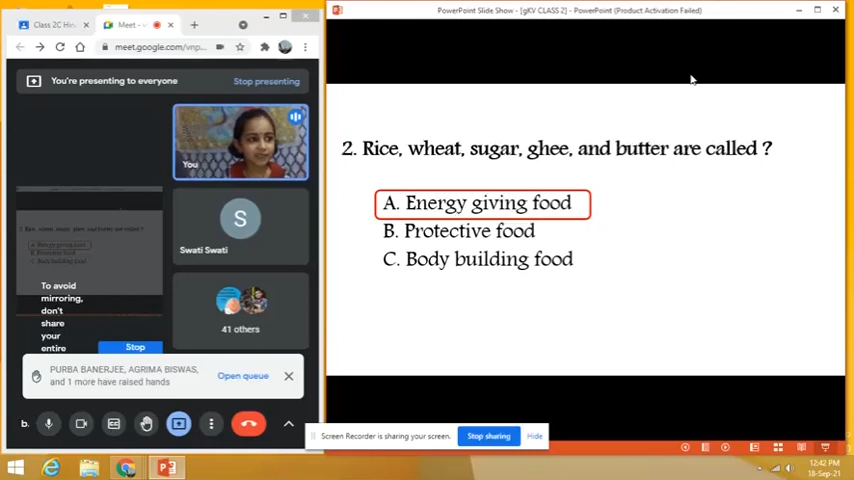 Class 2C Hin
Meet -
meet.google.com/vnp
You're presenting to everyone
Stop presenting
You
S
Swati Swati
41 others
To avoid
mirroring,
don't
share
your
entire
Stop
PURBA BANERJEE, AGRIMA BISWAS,
and 1 more have raised hands
Open queue
b.
PowerPoint Slide Show - [gKV CLASS 2] - PowerPoint (Product Activation Failed)
2. Rice, wheat, sugar, ghee, and butter are called ?
A. Energy giving food
B. Protective food
C. Body building food
Screen Recorder is sharing your screen.
Stop sharing
Hide
12:42 PM
18-Sep-21